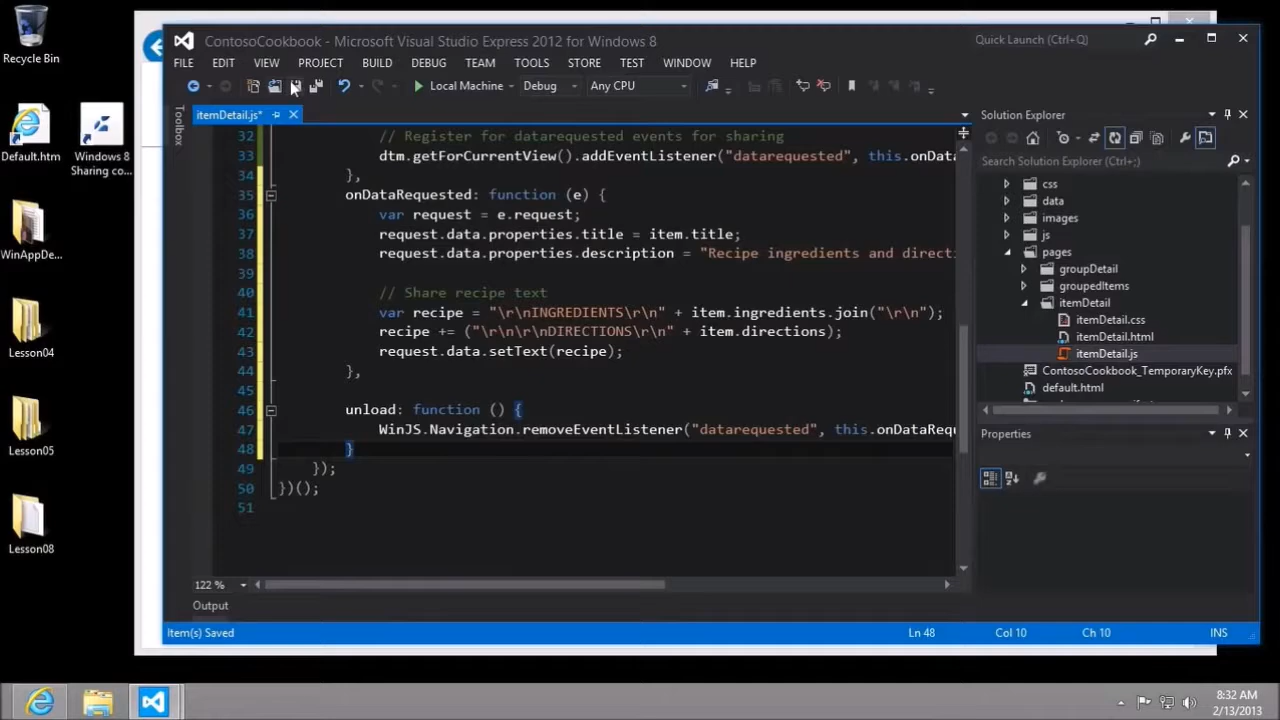 Recycle Bin
Default.htm
Windows 8
Sharing co...
WinAppDe...
Lesson04
Lesson05
Lesson08
ContosoCookbook - Microsoft Visual Studio Express 2012 for Windows 8
Quick Launch (Ctrl+Q)
FILE EDIT VIEW PROJECT BUILD DEBUG TEAM TOOLS STORE TEST WINDOW HELP
Local Machine Debug Any CPU
Toolbox
itemDetail.js*
32 // Register for datarequested events for sharing
33 dtm.getForCurrentView().addEventListener("datarequested", this.onData
34 },
35 onDataRequested: function (e) {
36 var request = e.request;
37 request.data.properties.title = item.title;
38 request.data.properties.description = "Recipe ingredients and directi
39
40 // Share recipe text
41 var recipe = "\r\nINGREDIENTS\r\n" + item.ingredients.join("\r\n");
42 recipe += ("\r\n\r\nDIRECTIONS\r\n" + item.directions);
43 request.data.setText(recipe);
44 },
45
46 unload: function () {
47 WinJS.Navigation.removeEventListener("datarequested", this.onDataRequ
48 }
49 });
50 })();
51
122 %
Output
Solution Explorer
Search Solution Explorer (Ctrl+;)
css
data
images
js
pages
groupDetail
groupedItems
itemDetail
itemDetail.css
itemDetail.html
itemDetail.js
ContosoCookbook_TemporaryKey.pfx
default.html
Properties
Item(s) Saved
Ln 48 Col 10 Ch 10 INS
8:32 AM
2/13/2013